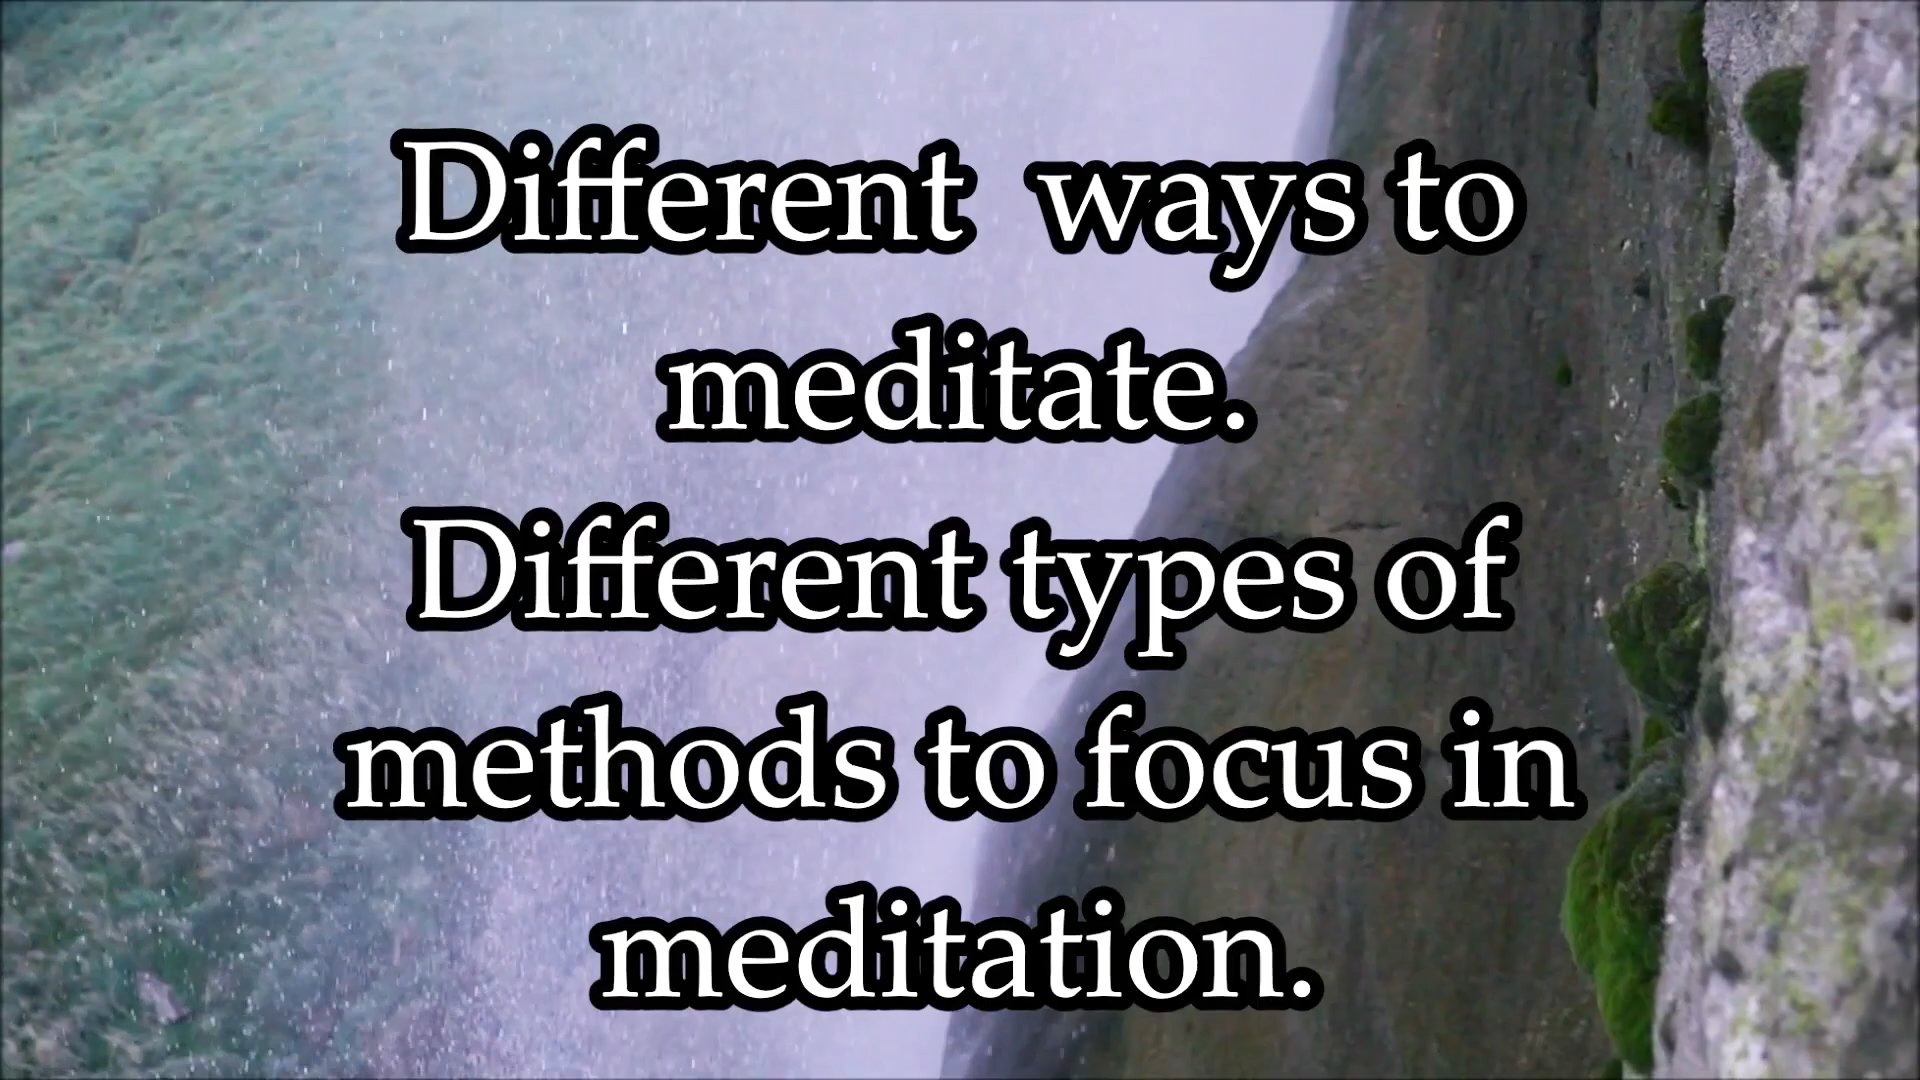 Different  ways to
meditate.
Different types of
methods to focus in
meditation.